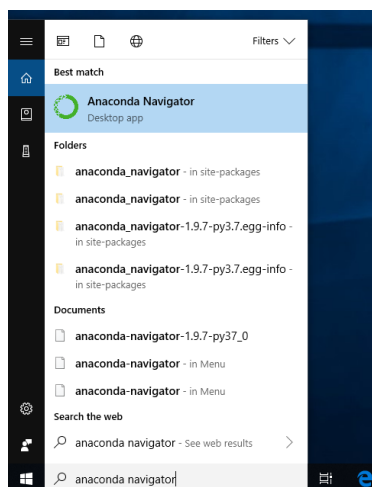 Filters
Best match
Anaconda Navigator
Desktop app
Folders
anaconda_navigator - in site-packages
anaconda_navigator - in site-packages
anaconda_navigator-1.9.7-py3.7.egg-info -
in site-packages
anaconda_navigator-1.9.7-py3.7.egg-info -
in site-packages
Documents
anaconda-navigator-1.9.7-py37_0
anaconda-navigator - in Menu
anaconda-navigator - in Menu
Search the web
anaconda navigator - See web results
anaconda navigator